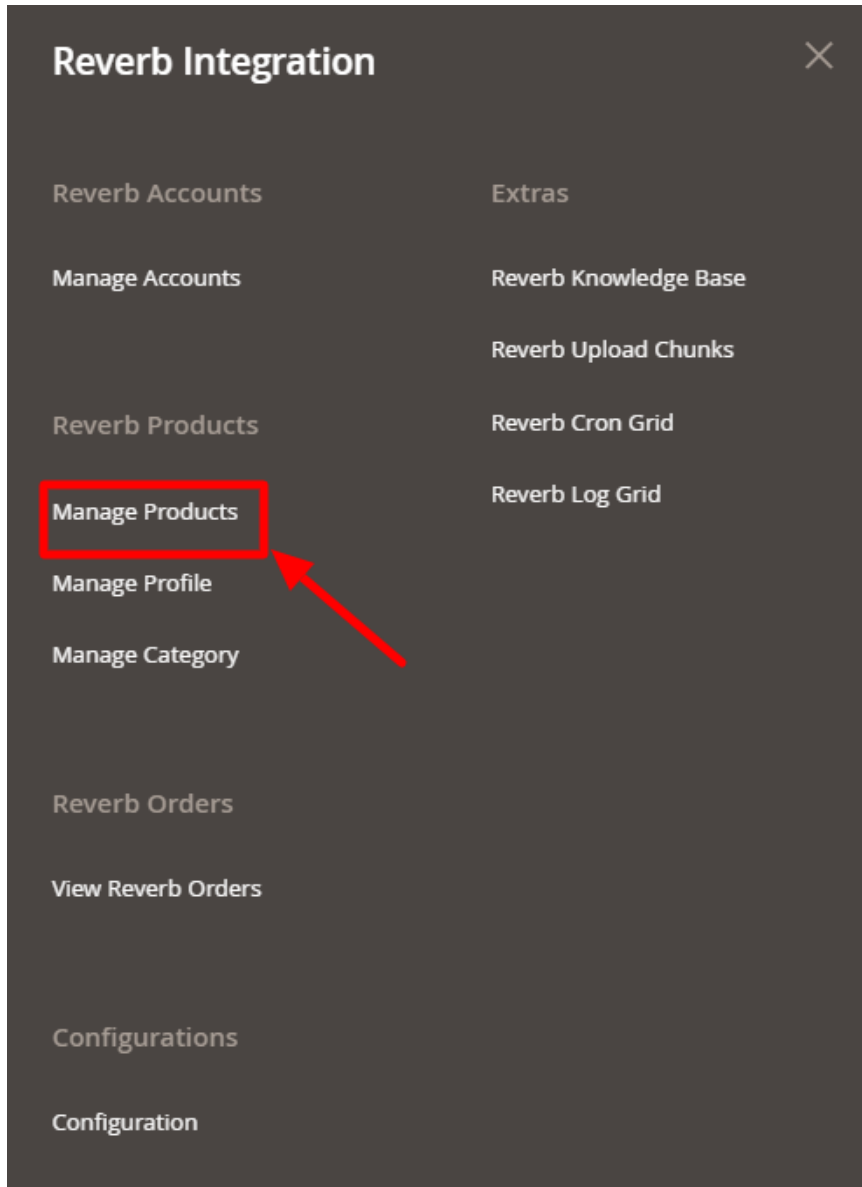 Reverb Integration
Reverb Accounts
Manage Accounts
Reverb Products
Manage Products
Manage Profile
Manage Category
Reverb Orders
View Reverb Orders
Configurations
Configuration
Extras
Reverb Knowledge Base
Reverb Upload Chunks
Reverb Cron Grid
Reverb Log Grid